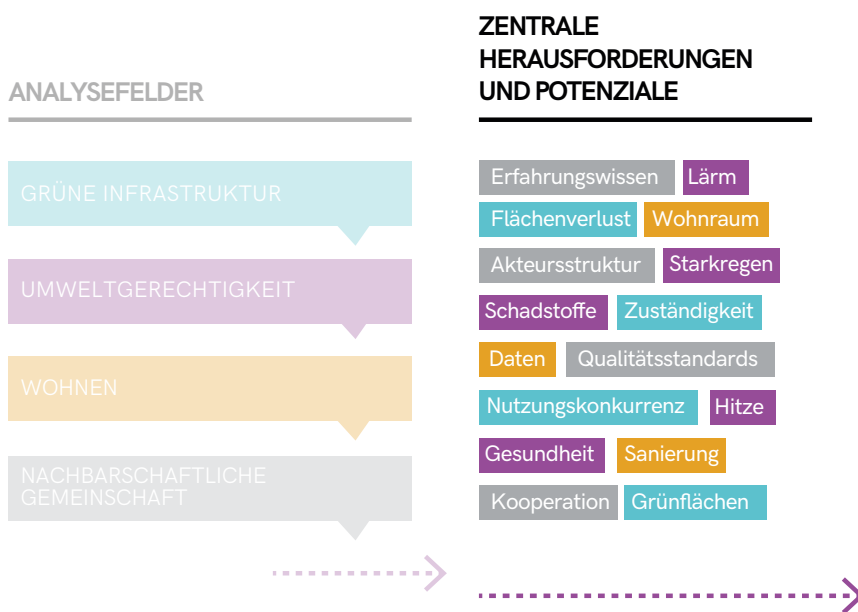 ANALYSEFELDER
GRÜNE INFRASTRUKTUR
UMWELTGERECHTIGKEIT
WOHNEN
NACHBARSCHAFTLICHE
GEMEINSCHAFT
ZENTRALE
HERAUSFORDERUNGEN
UND POTENZIALE
Erfahrungswissen Lärm
Flächenverlust Wohnraum
Akteursstruktur Starkregen
Schadstoffe Zuständigkeit
Daten Qualitätsstandards
Nutzungskonkurrenz Hitze
Gesundheit Sanierung
Kooperation Grünflächen